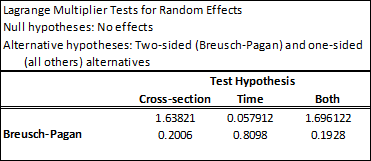 Lagrange Multiplier Tests for Random Effects
Null hypotheses: No effects
Alternative hypotheses: Two-sided (Breusch-Pagan) and one-sided
(all others) alternatives
Test Hypothesis
Cross-section Time Both
1.63821 0.057912 1.696122
Breusch-Pagan 0.2006 0.8098 0.1928